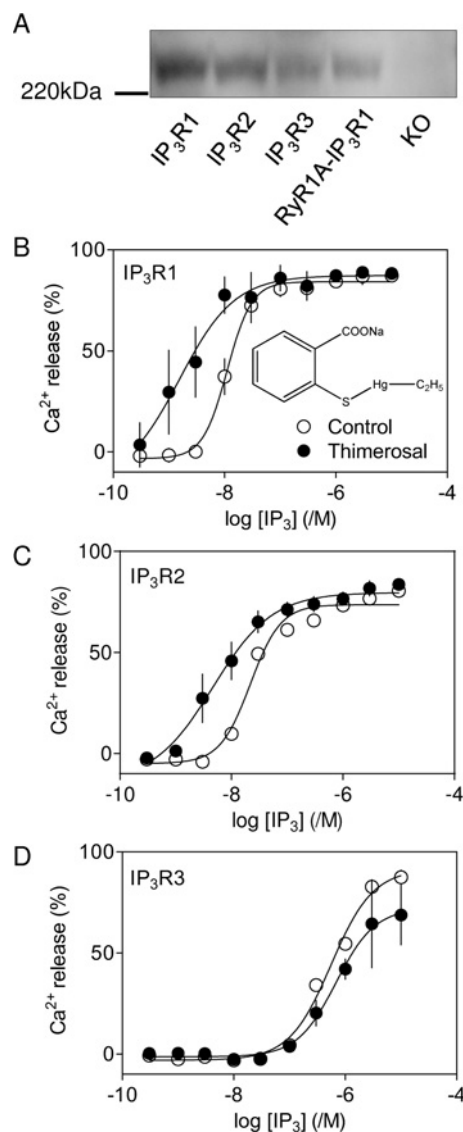 A
220kDa
IP₃R1
IP₃R2
IP₃R3
RyR1A-IP₃R1
KO
B
IP₃R1
Ca²⁺ release (%)
100
50
0
COONa
S
Hg
C₂H₅
Control
Thimerosal
-10
-8
-6
-4
log [IP₃] (/M)
C
IP₃R2
Ca²⁺ release (%)
100
50
0
-10
-8
-6
-4
log [IP₃] (/M)
D
IP₃R3
Ca²⁺ release (%)
100
50
0
-10
-8
-6
-4
log [IP₃] (/M)